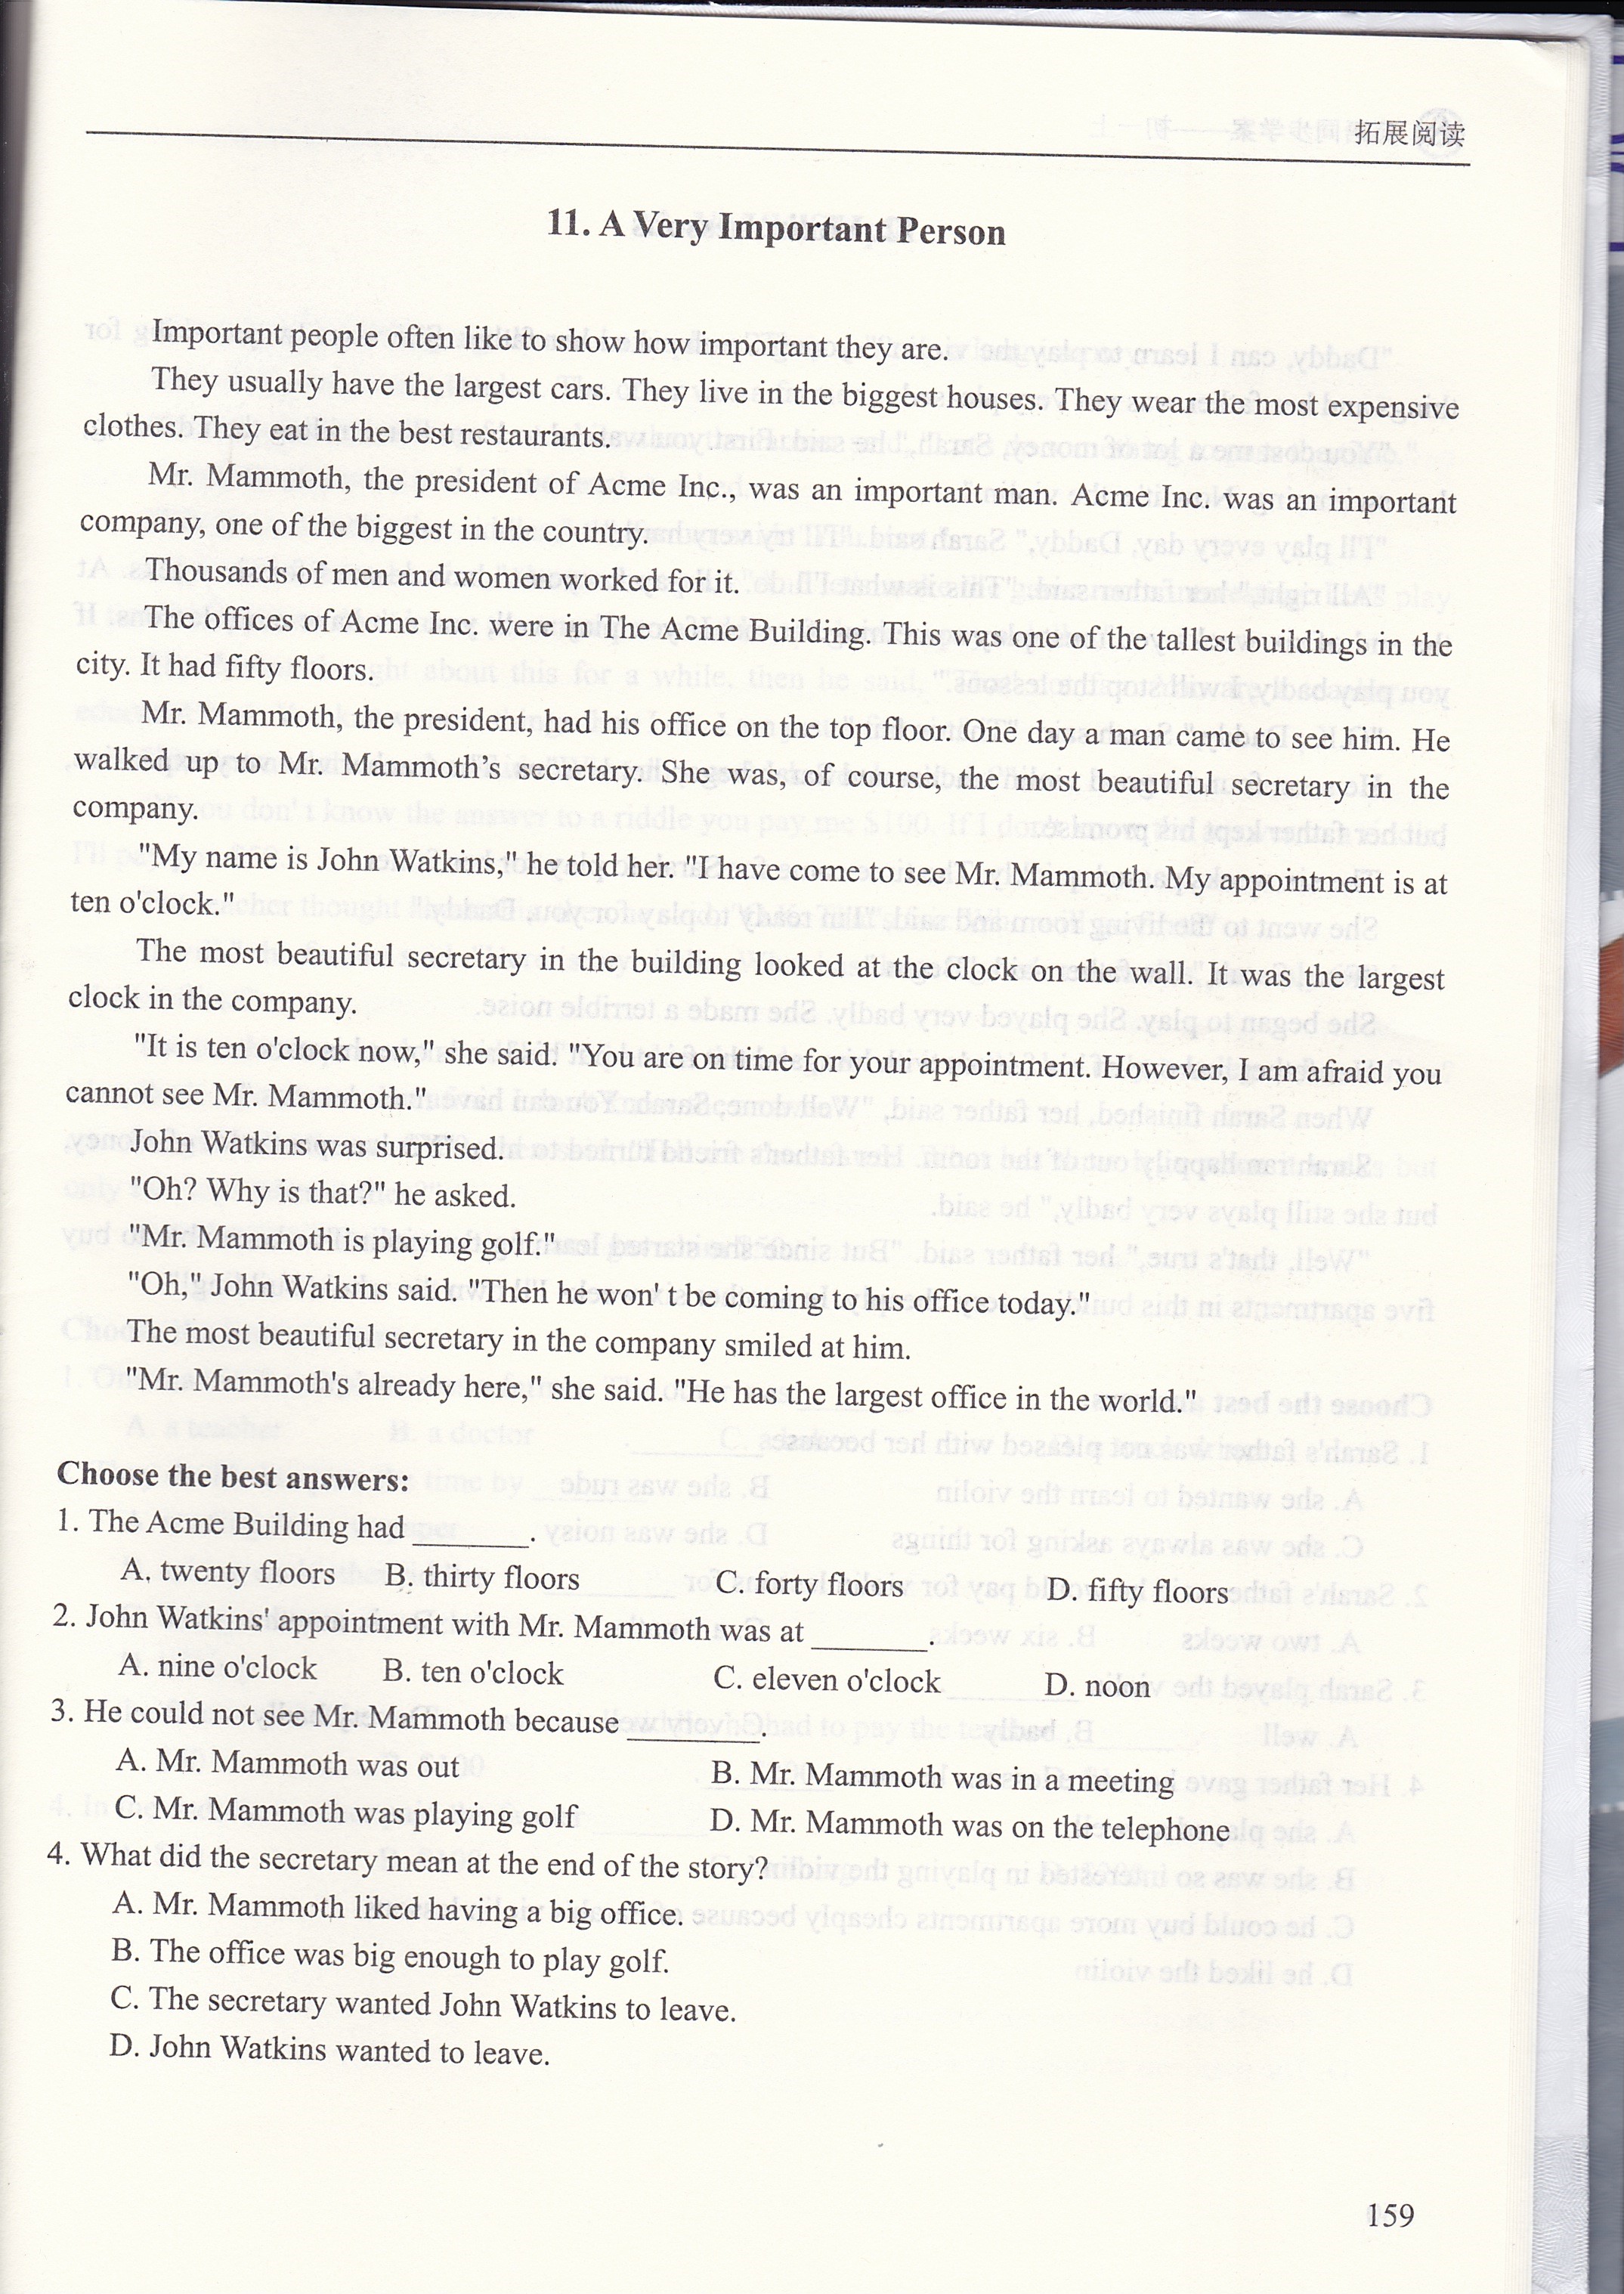 拓展阅读
11. A Very Important Person
Important people often like to show how important they are.
They usually have the largest cars. They live in the biggest houses. They wear the most expensive
clothes. They eat in the best restaurants.
Mr. Mammoth, the president of Acme Inc., was an important man. Acme Inc. was an important
company, one of the biggest in the country.
Thousands of men and women worked for it.
The offices of Acme Inc. were in The Acme Building. This was one of the tallest buildings in the
city. It had fifty floors.
Mr. Mammoth, the president, had his office on the top floor. One day a man came to see him. He
walked up to Mr. Mammoth's secretary. She was, of course, the most beautiful secretary in the
company.
"My name is John Watkins," he told her. "I have come to see Mr. Mammoth. My appointment is at
ten o'clock."
The most beautiful secretary in the building looked at the clock on the wall. It was the largest
clock in the company.
"It is ten o'clock now," she said. "You are on time for your appointment. However, I am afraid you
cannot see Mr. Mammoth."
John Watkins was surprised.
"Oh? Why is that?" he asked.
"Mr. Mammoth is playing golf."
"Oh," John Watkins said. "Then he won' t be coming to his office today."
The most beautiful secretary in the company smiled at him.
"Mr. Mammoth's already here," she said. "He has the largest office in the world."
Choose the best answers:
1. The Acme Building had _______.
A. twenty floors B. thirty floors C. forty floors D. fifty floors
2. John Watkins' appointment with Mr. Mammoth was at _______.
A. nine o'clock B. ten o'clock C. eleven o'clock D. noon
3. He could not see Mr. Mammoth because ________.
A. Mr. Mammoth was out B. Mr. Mammoth was in a meeting
C. Mr. Mammoth was playing golf D. Mr. Mammoth was on the telephone
4. What did the secretary mean at the end of the story?
A. Mr. Mammoth liked having a big office.
B. The office was big enough to play golf.
C. The secretary wanted John Watkins to leave.
D. John Watkins wanted to leave.
159